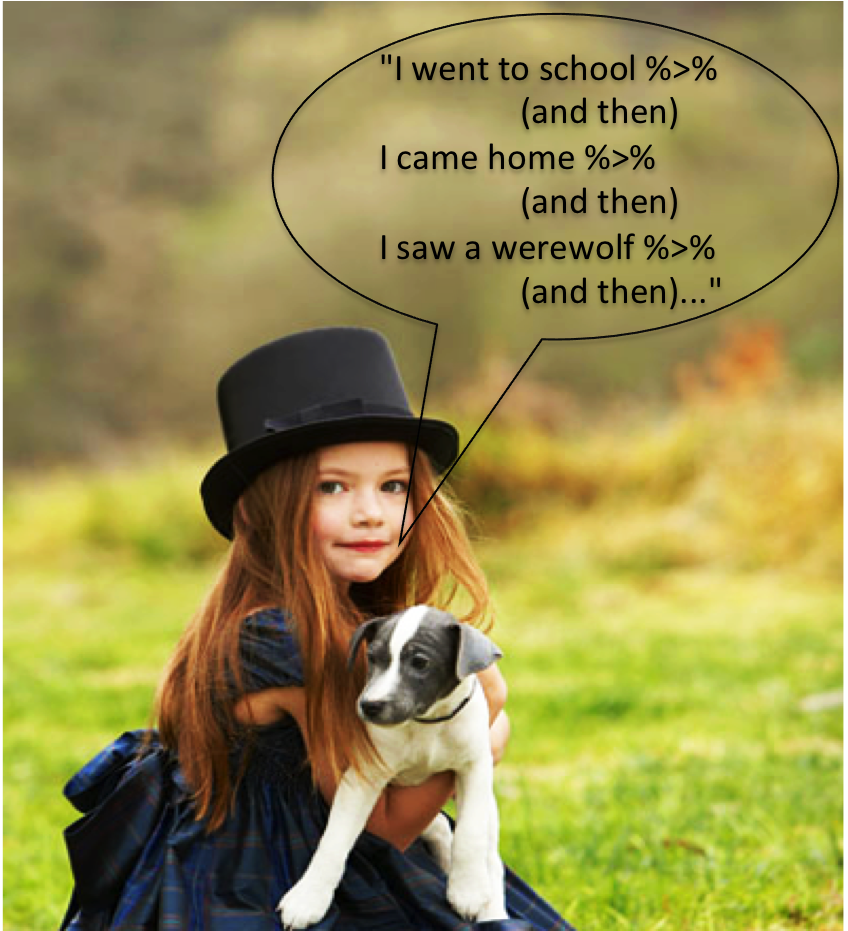 "I went to school %>%
(and then)
I came home %>%
(and then)
I saw a werewolf %>%
(and then)..."